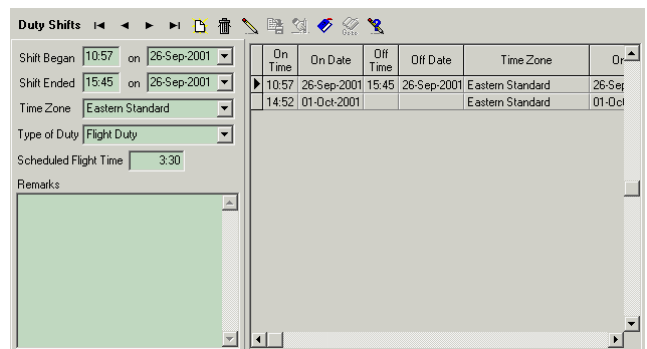 Duty Shifts
Shift Began 10:57 on 26-Sep-2001
Shift Ended 15:45 on 26-Sep-2001
Time Zone Eastern Standard
Type of Duty Flight Duty
Scheduled Flight Time 3:30
Remarks
On Time On Date Off Time Off Date Time Zone Or
10:57 26-Sep-2001 15:45 26-Sep-2001 Eastern Standard 26-Sep
14:52 01-Oct-2001 Eastern Standard 01-Oct